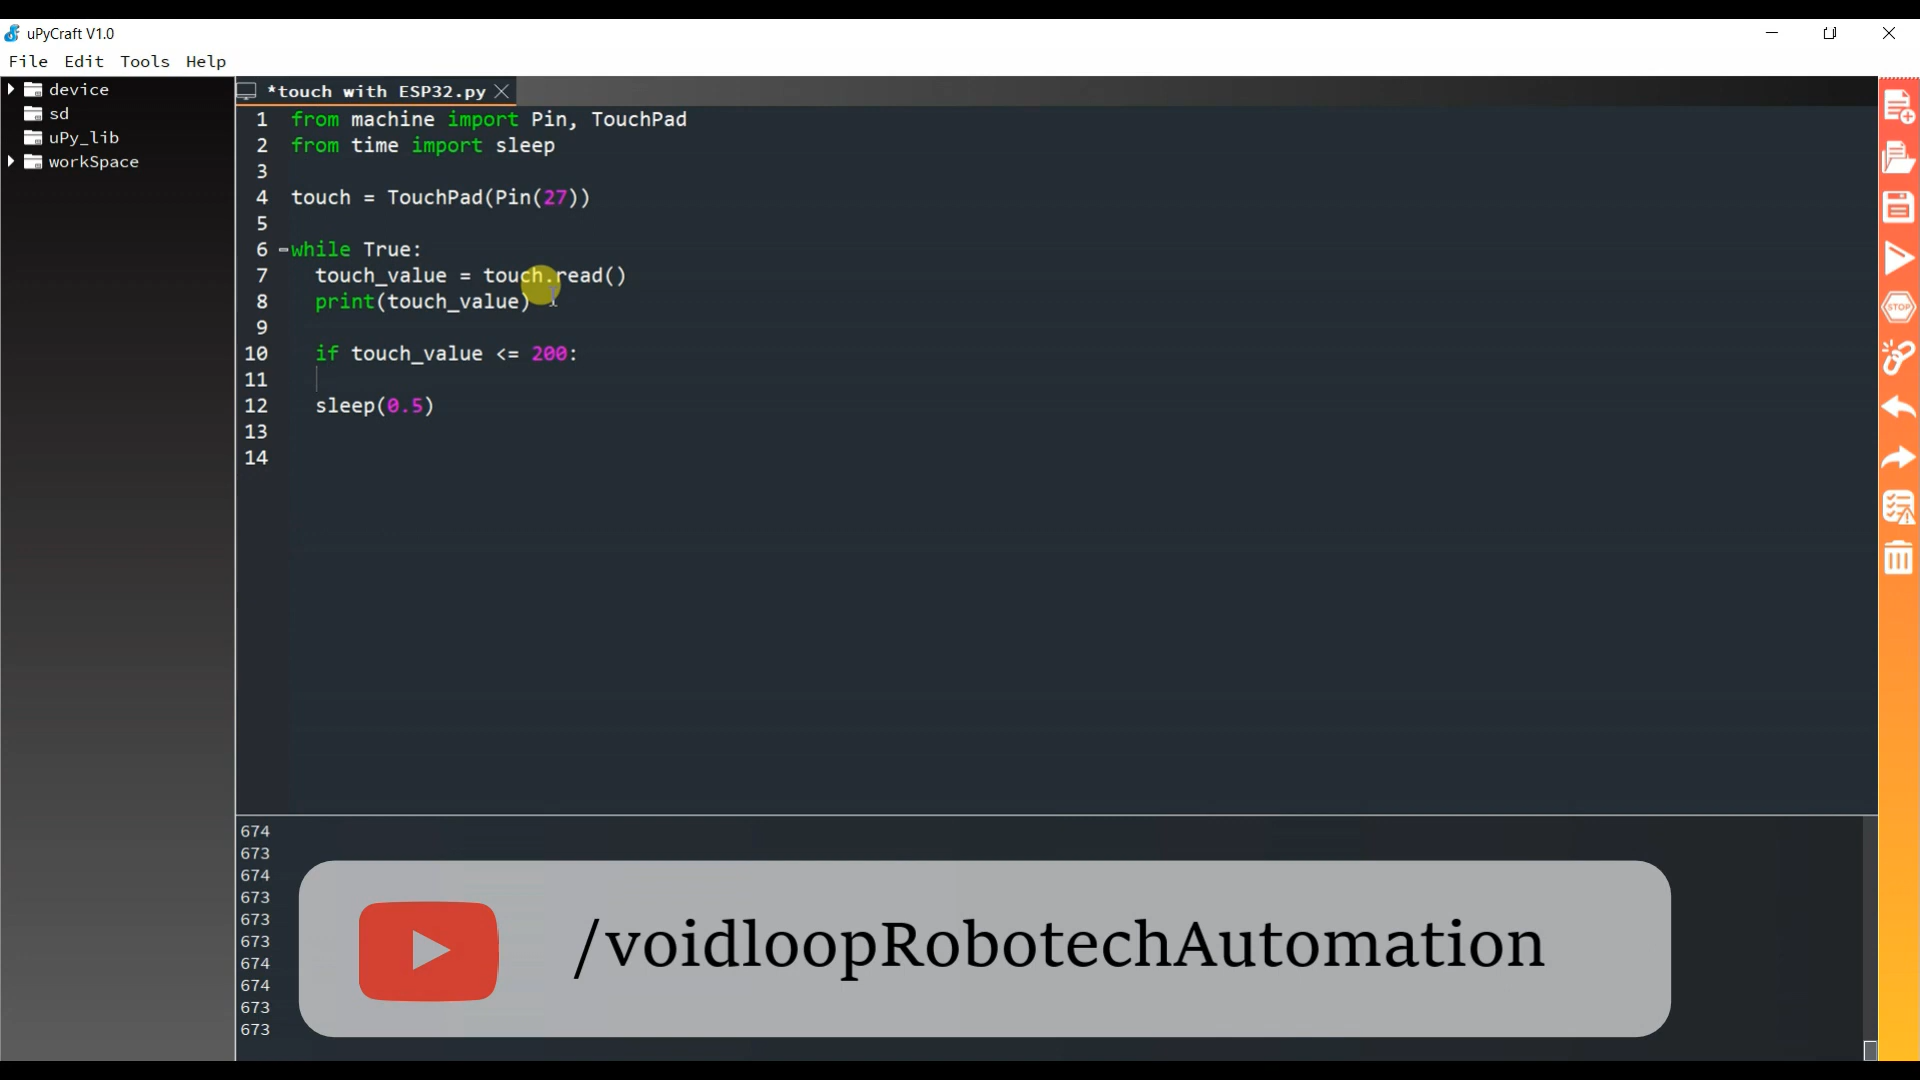 uPyCraft V1.0
File Edit Tools Help
device
sd
uPy_lib
workSpace
*touch with ESP32.py
1 from machine import Pin, TouchPad
2 from time import sleep
3
4 touch = TouchPad(Pin(27))
5
6 while True:
7 touch_value = touch.read()
8 print(touch_value)
9
10 if touch_value <= 200:
11
12 sleep(0.5)
13
14
STOP
674
673
674
673
673
673
674
674
673
673
/voidloopRobotechAutomation